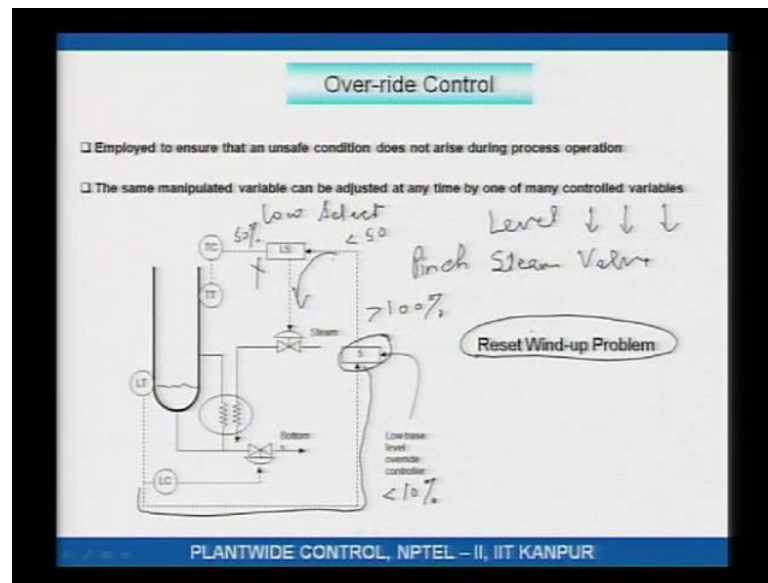 Over-ride Control
❑ Employed to ensure that an unsafe condition does not arise during process operation
❑ The same manipulated variable can be adjusted at any time by one of many controlled variables
Low Select
Level ↓ ↓ ↓
TC
50%
LS
< 50
Pinch Steam Valve
TT
> 100%
Steam
Reset Wind-up Problem
S
LT
Bottom
s
Low base
level
override
controller
LC
< 10%
PLANTWIDE CONTROL, NPTEL – II, IIT KANPUR